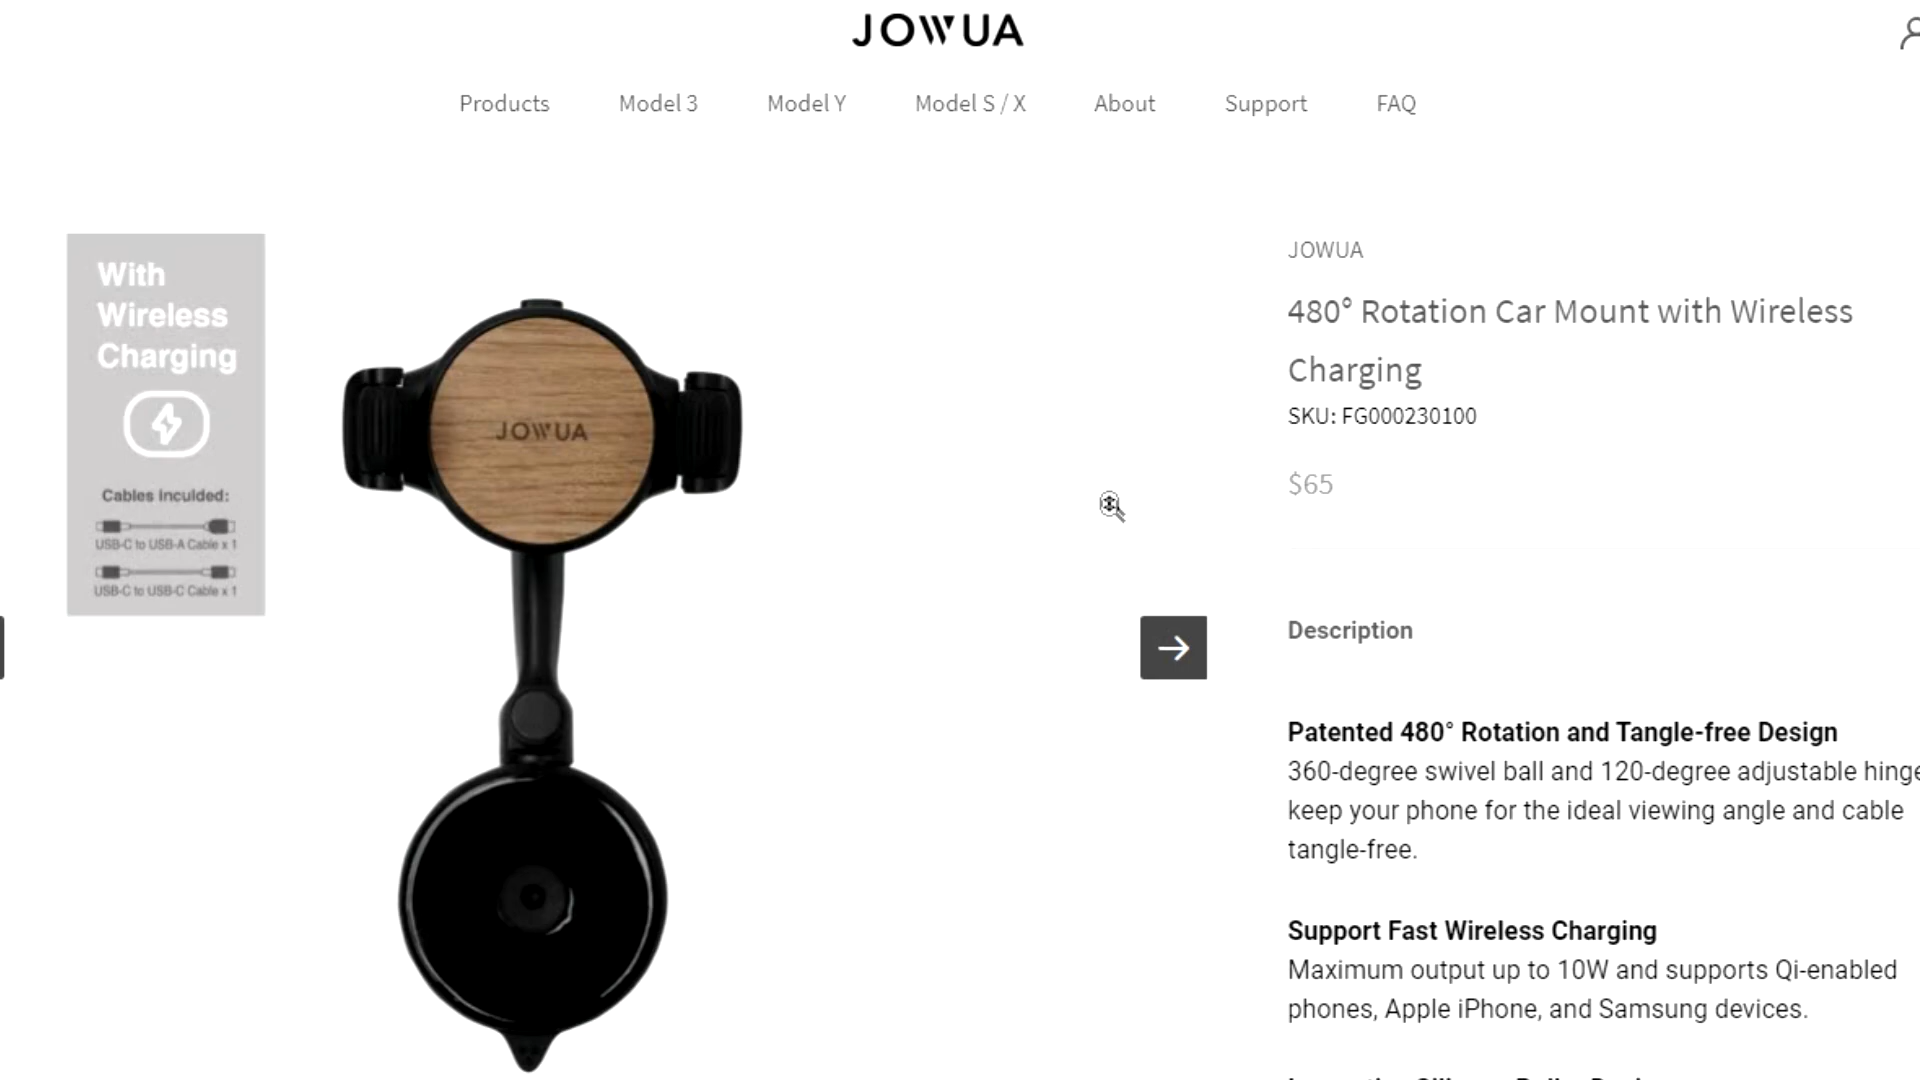 JOWUA
Products Model 3 Model Y Model S / X About Support FAQ
With
Wireless
Charging
Cables Inculded:
USB-C to USB-A Cable x 1
USB-C to USB-C Cable x 1
JOWUA
JOWUA
480° Rotation Car Mount with Wireless
Charging
SKU: FG000230100
$65
Description
Patented 480° Rotation and Tangle-free Design
360-degree swivel ball and 120-degree adjustable hinge
keep your phone for the ideal viewing angle and cable
tangle-free.
Support Fast Wireless Charging
Maximum output up to 10W and supports Qi-enabled
phones, Apple iPhone, and Samsung devices.